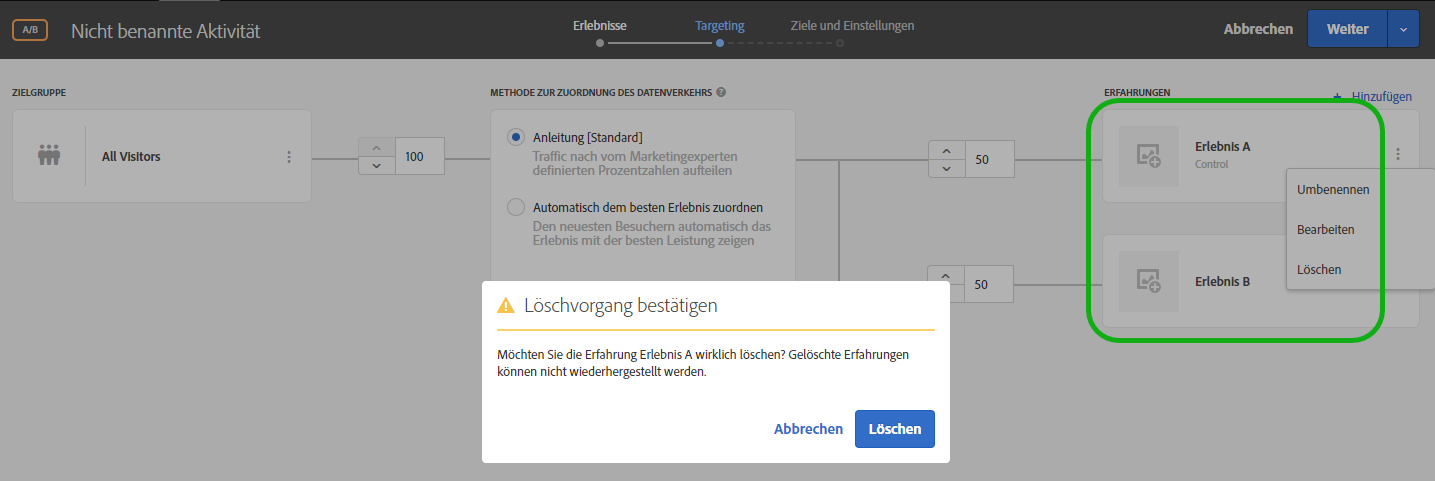 A/B
Nicht benannte Aktivität
Erlebnisse
Targeting
Ziele und Einstellungen
Abbrechen
Weiter
ZIELGRUPPE
METHODE ZUR ZUORDNUNG DES DATENVERKEHRS ?
ERFAHRUNGEN
+ Hinzufügen
All Visitors
100
Anleitung [Standard]
Traffic nach vom Marketingexperten
definierten Prozentzahlen aufteilen
Automatisch dem besten Erlebnis zuordnen
Den neuesten Besuchern automatisch das
Erlebnis mit der besten Leistung zeigen
50
Erlebnis A
Control
Umbenennen
Bearbeiten
Löschen
50
Erlebnis B
Löschvorgang bestätigen
Möchten Sie die Erfahrung Erlebnis A wirklich löschen? Gelöschte Erfahrungen
können nicht wiederhergestellt werden.
Abbrechen
Löschen